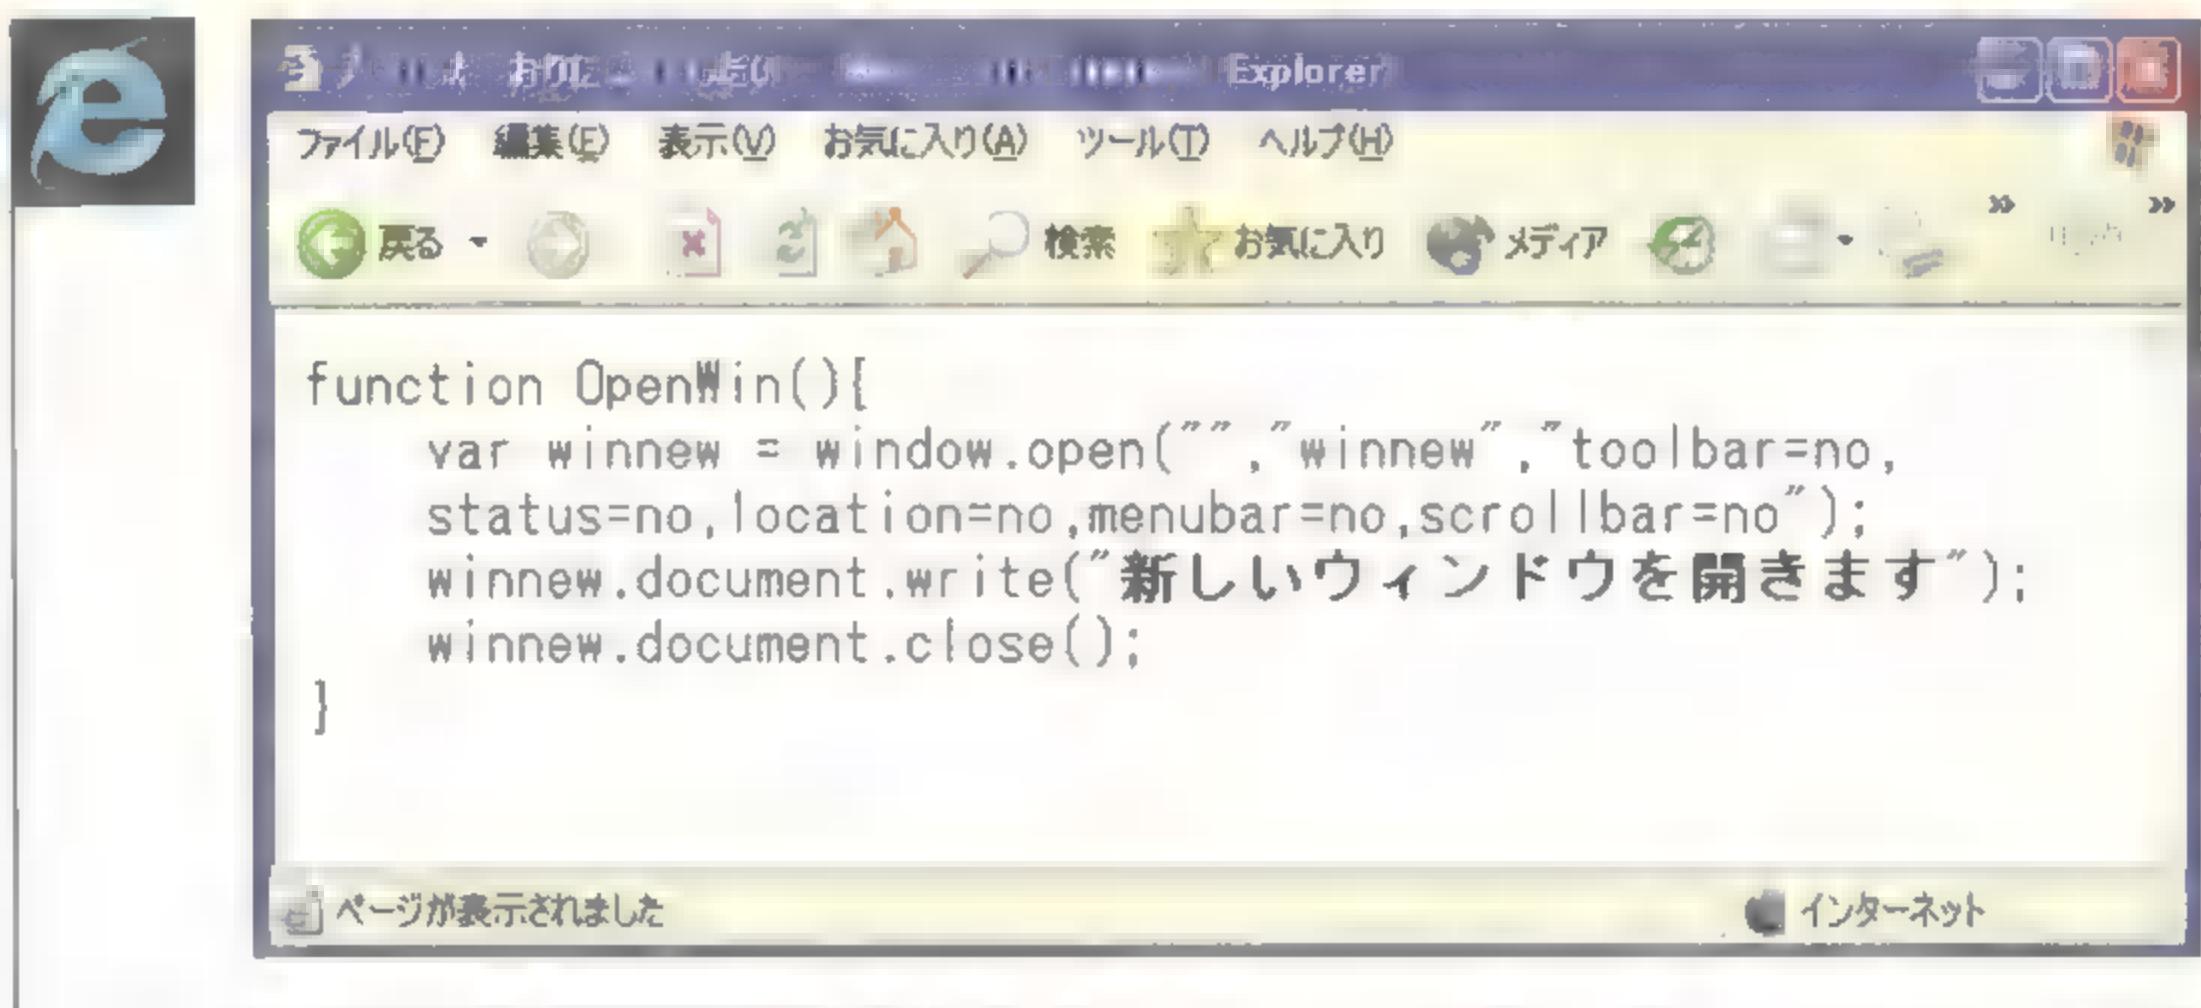 Explorer
ファイル(F) 編集(E) 表示(V) お気に入り(A) ツール(T) ヘルプ(H)
戻る 検索 お気に入り メディア » »
function OpenWin(){
var winnew = window.open("","winnew","toolbar=no,
status=no,location=no,menubar=no,scrollbar=no");
winnew.document.write("新しいウィンドウを開きます");
winnew.document.close();
}
ページが表示されました インターネット